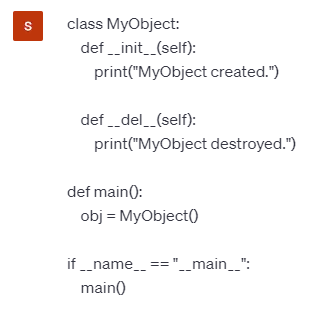 S
class MyObject:
    def __init__(self):
        print("MyObject created.")

    def __del__(self):
        print("MyObject destroyed.")

def main():
    obj = MyObject()

if __name__ == "__main__":
    main()